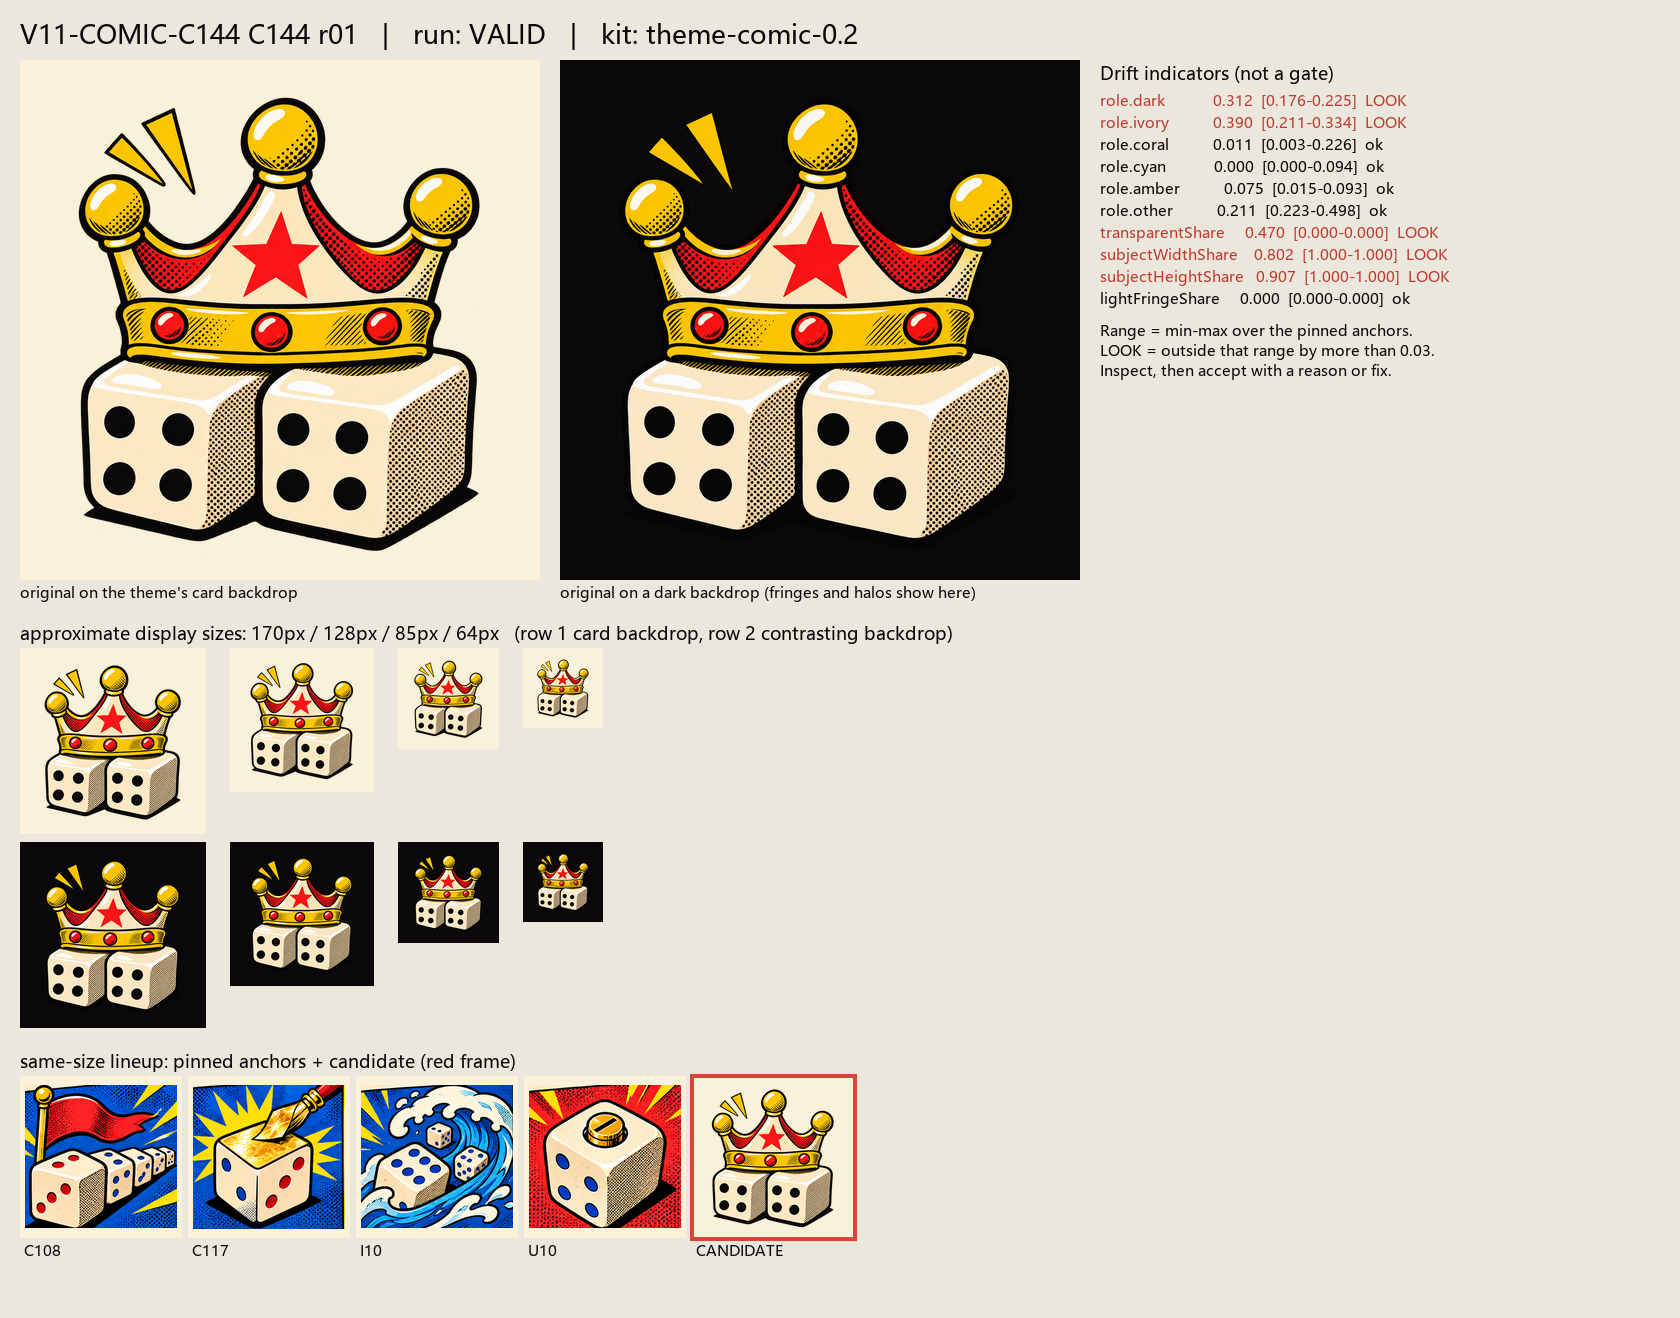 V11-COMIC-C144 C144 r01 | run: VALID | kit: theme-comic-0.2
Drift indicators (not a gate)
role.dark 0.312 [0.176-0.225] LOOK
role.ivory 0.390 [0.211-0.334] LOOK
role.coral 0.011 [0.003-0.226] ok
role.cyan 0.000 [0.000-0.094] ok
role.amber 0.075 [0.015-0.093] ok
role.other 0.211 [0.223-0.498] ok
transparentShare 0.470 [0.000-0.000] LOOK
subjectWidthShare 0.802 [1.000-1.000] LOOK
subjectHeightShare 0.907 [1.000-1.000] LOOK
lightFringeShare 0.000 [0.000-0.000] ok
Range = min-max over the pinned anchors.
LOOK = outside that range by more than 0.03.
Inspect, then accept with a reason or fix.
original on the theme's card backdrop
original on a dark backdrop (fringes and halos show here)
approximate display sizes: 170px / 128px / 85px / 64px (row 1 card backdrop, row 2 contrasting backdrop)
same-size lineup: pinned anchors + candidate (red frame)
C108
C117
I10
U10
CANDIDATE